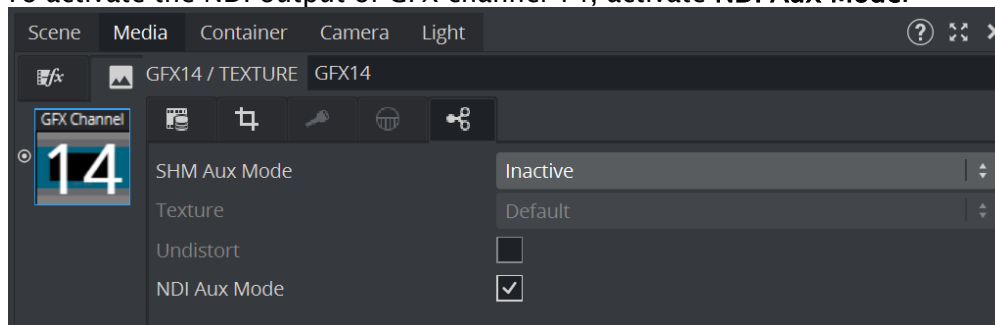 To activate the NDI output of GFX channel 14, activate NDI Aux Mode.
Scene Media Container Camera Light ?
fx GFX14 / TEXTURE GFX14
GFX Channel
14
SHM Aux Mode Inactive
Texture Default
Undistort
NDI Aux Mode